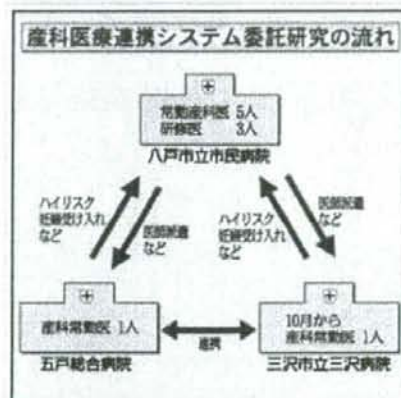 産科医療連携システム委託研究の流れ
常勤産科医 5人
研修医 3人
八戸市立市民病院
ハイリスク
妊婦受け入れ
など
医師派遣
など
ハイリスク
妊婦受け入れ
など
医師派遣
など
産科常勤医 1人
連携
10月から
産科常勤医 1人
五戸総合病院
三沢市立三沢病院